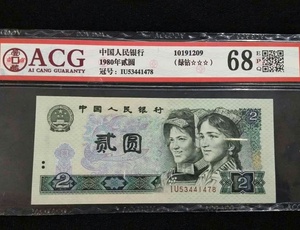 ACG
AI CANG GUARANTY
中国人民银行
1980年贰圆
冠号：IU53441478
10191209
(绿钻☆☆☆)
68
EPQ
中国人民银行
贰圆
2
2
IU53441478